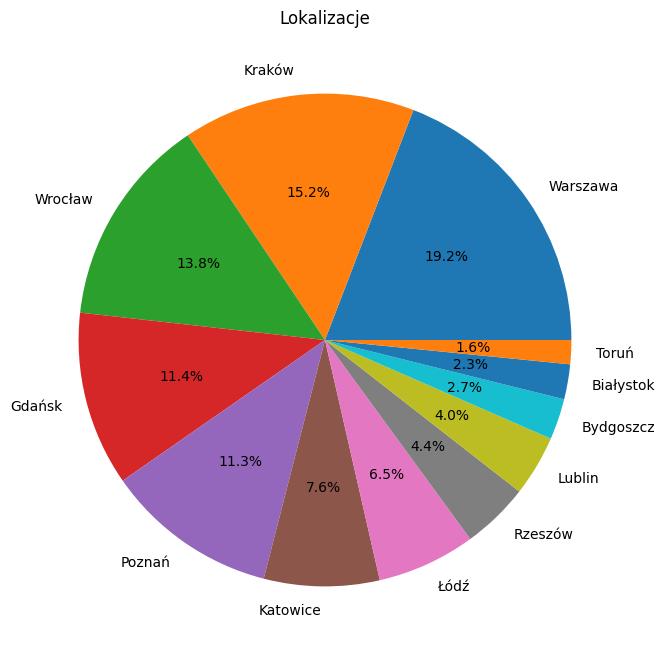 Lokalizacje
Kraków
Warszawa
Wrocław
15.2%
19.2%
13.8%
Toruń
1.6%
Białystok
2.3%
2.7%
Bydgoszcz
Gdańsk
11.4%
4.0%
4.4%
Lublin
11.3%
6.5%
7.6%
Rzeszów
Poznań
Łódź
Katowice